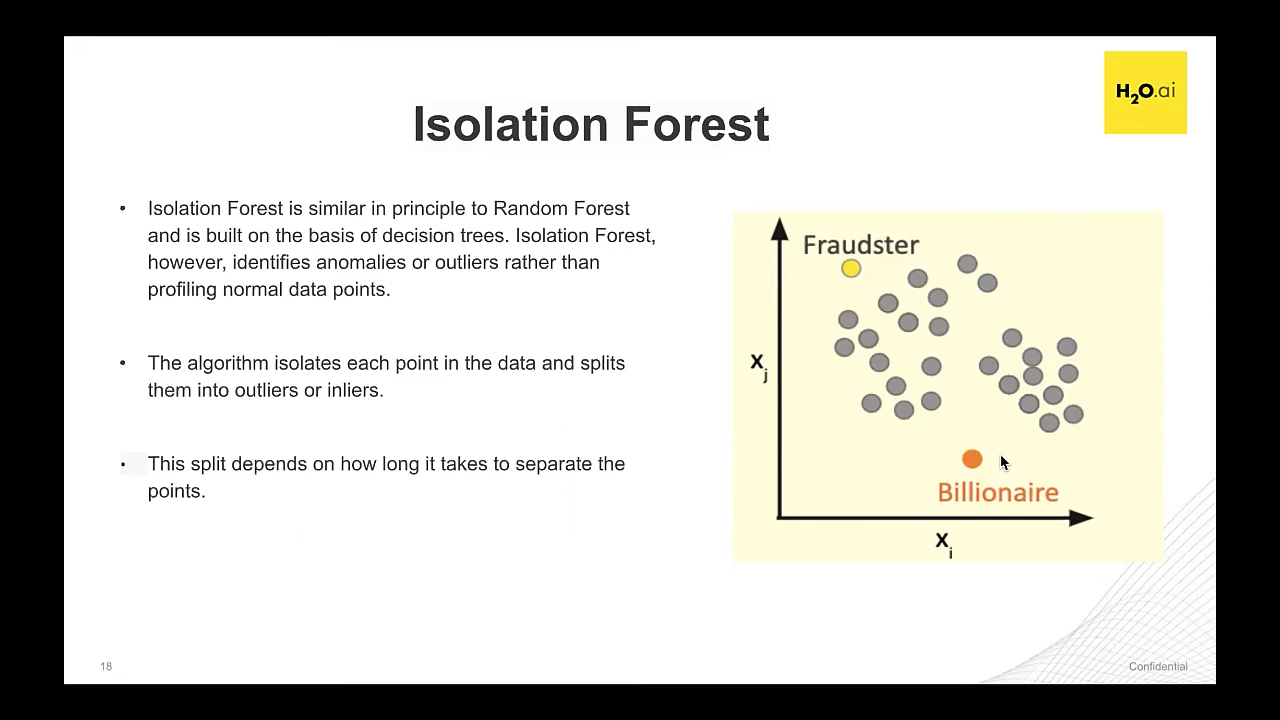 H2O.ai
Isolation Forest
• Isolation Forest is similar in principle to Random Forest
and is built on the basis of decision trees. Isolation Forest,
however, identifies anomalies or outliers rather than
profiling normal data points.
• The algorithm isolates each point in the data and splits
them into outliers or inliers.
• This split depends on how long it takes to separate the
points.
Fraudster
Xj
Billionaire
Xi
18
Confidential